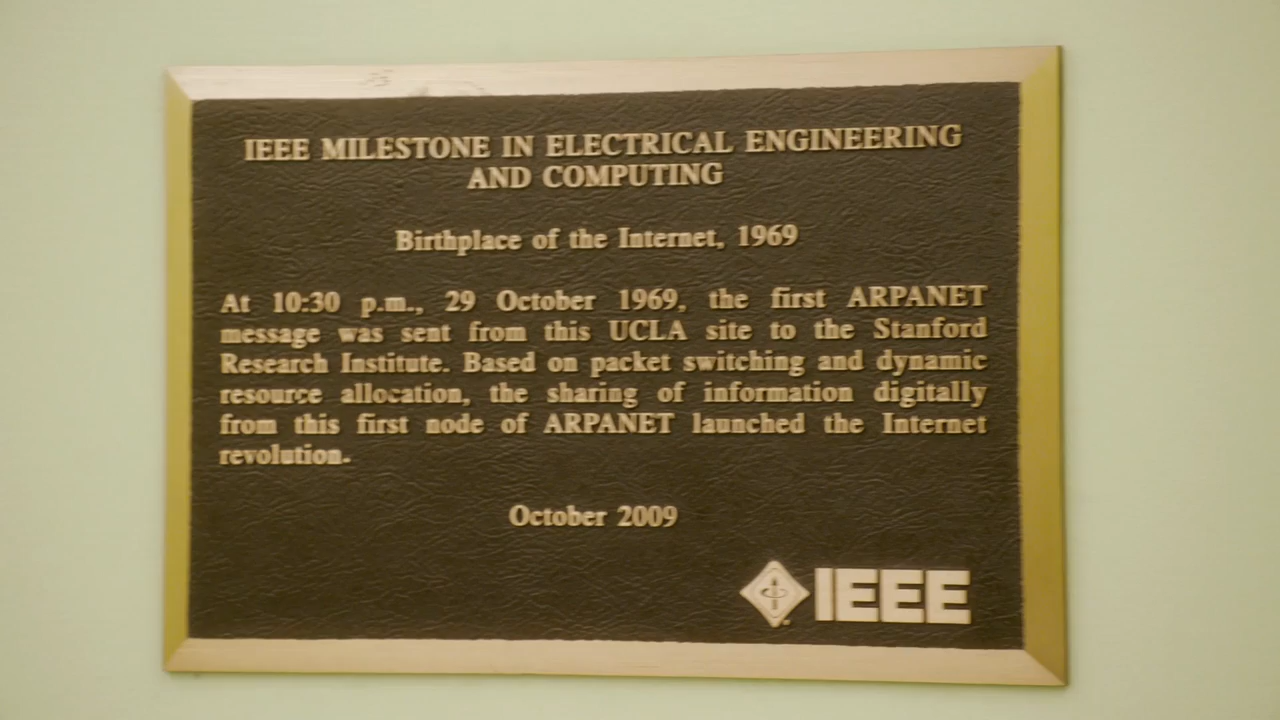 IEEE MILESTONE IN ELECTRICAL ENGINEERING
AND COMPUTING
Birthplace of the Internet, 1969
At 10:30 p.m., 29 October 1969, the first ARPANET
message was sent from this UCLA site to the Stanford
Research Institute. Based on packet switching and dynamic
resource allocation, the sharing of information digitally
from this first node of ARPANET launched the Internet
revolution.
October 2009
IEEE